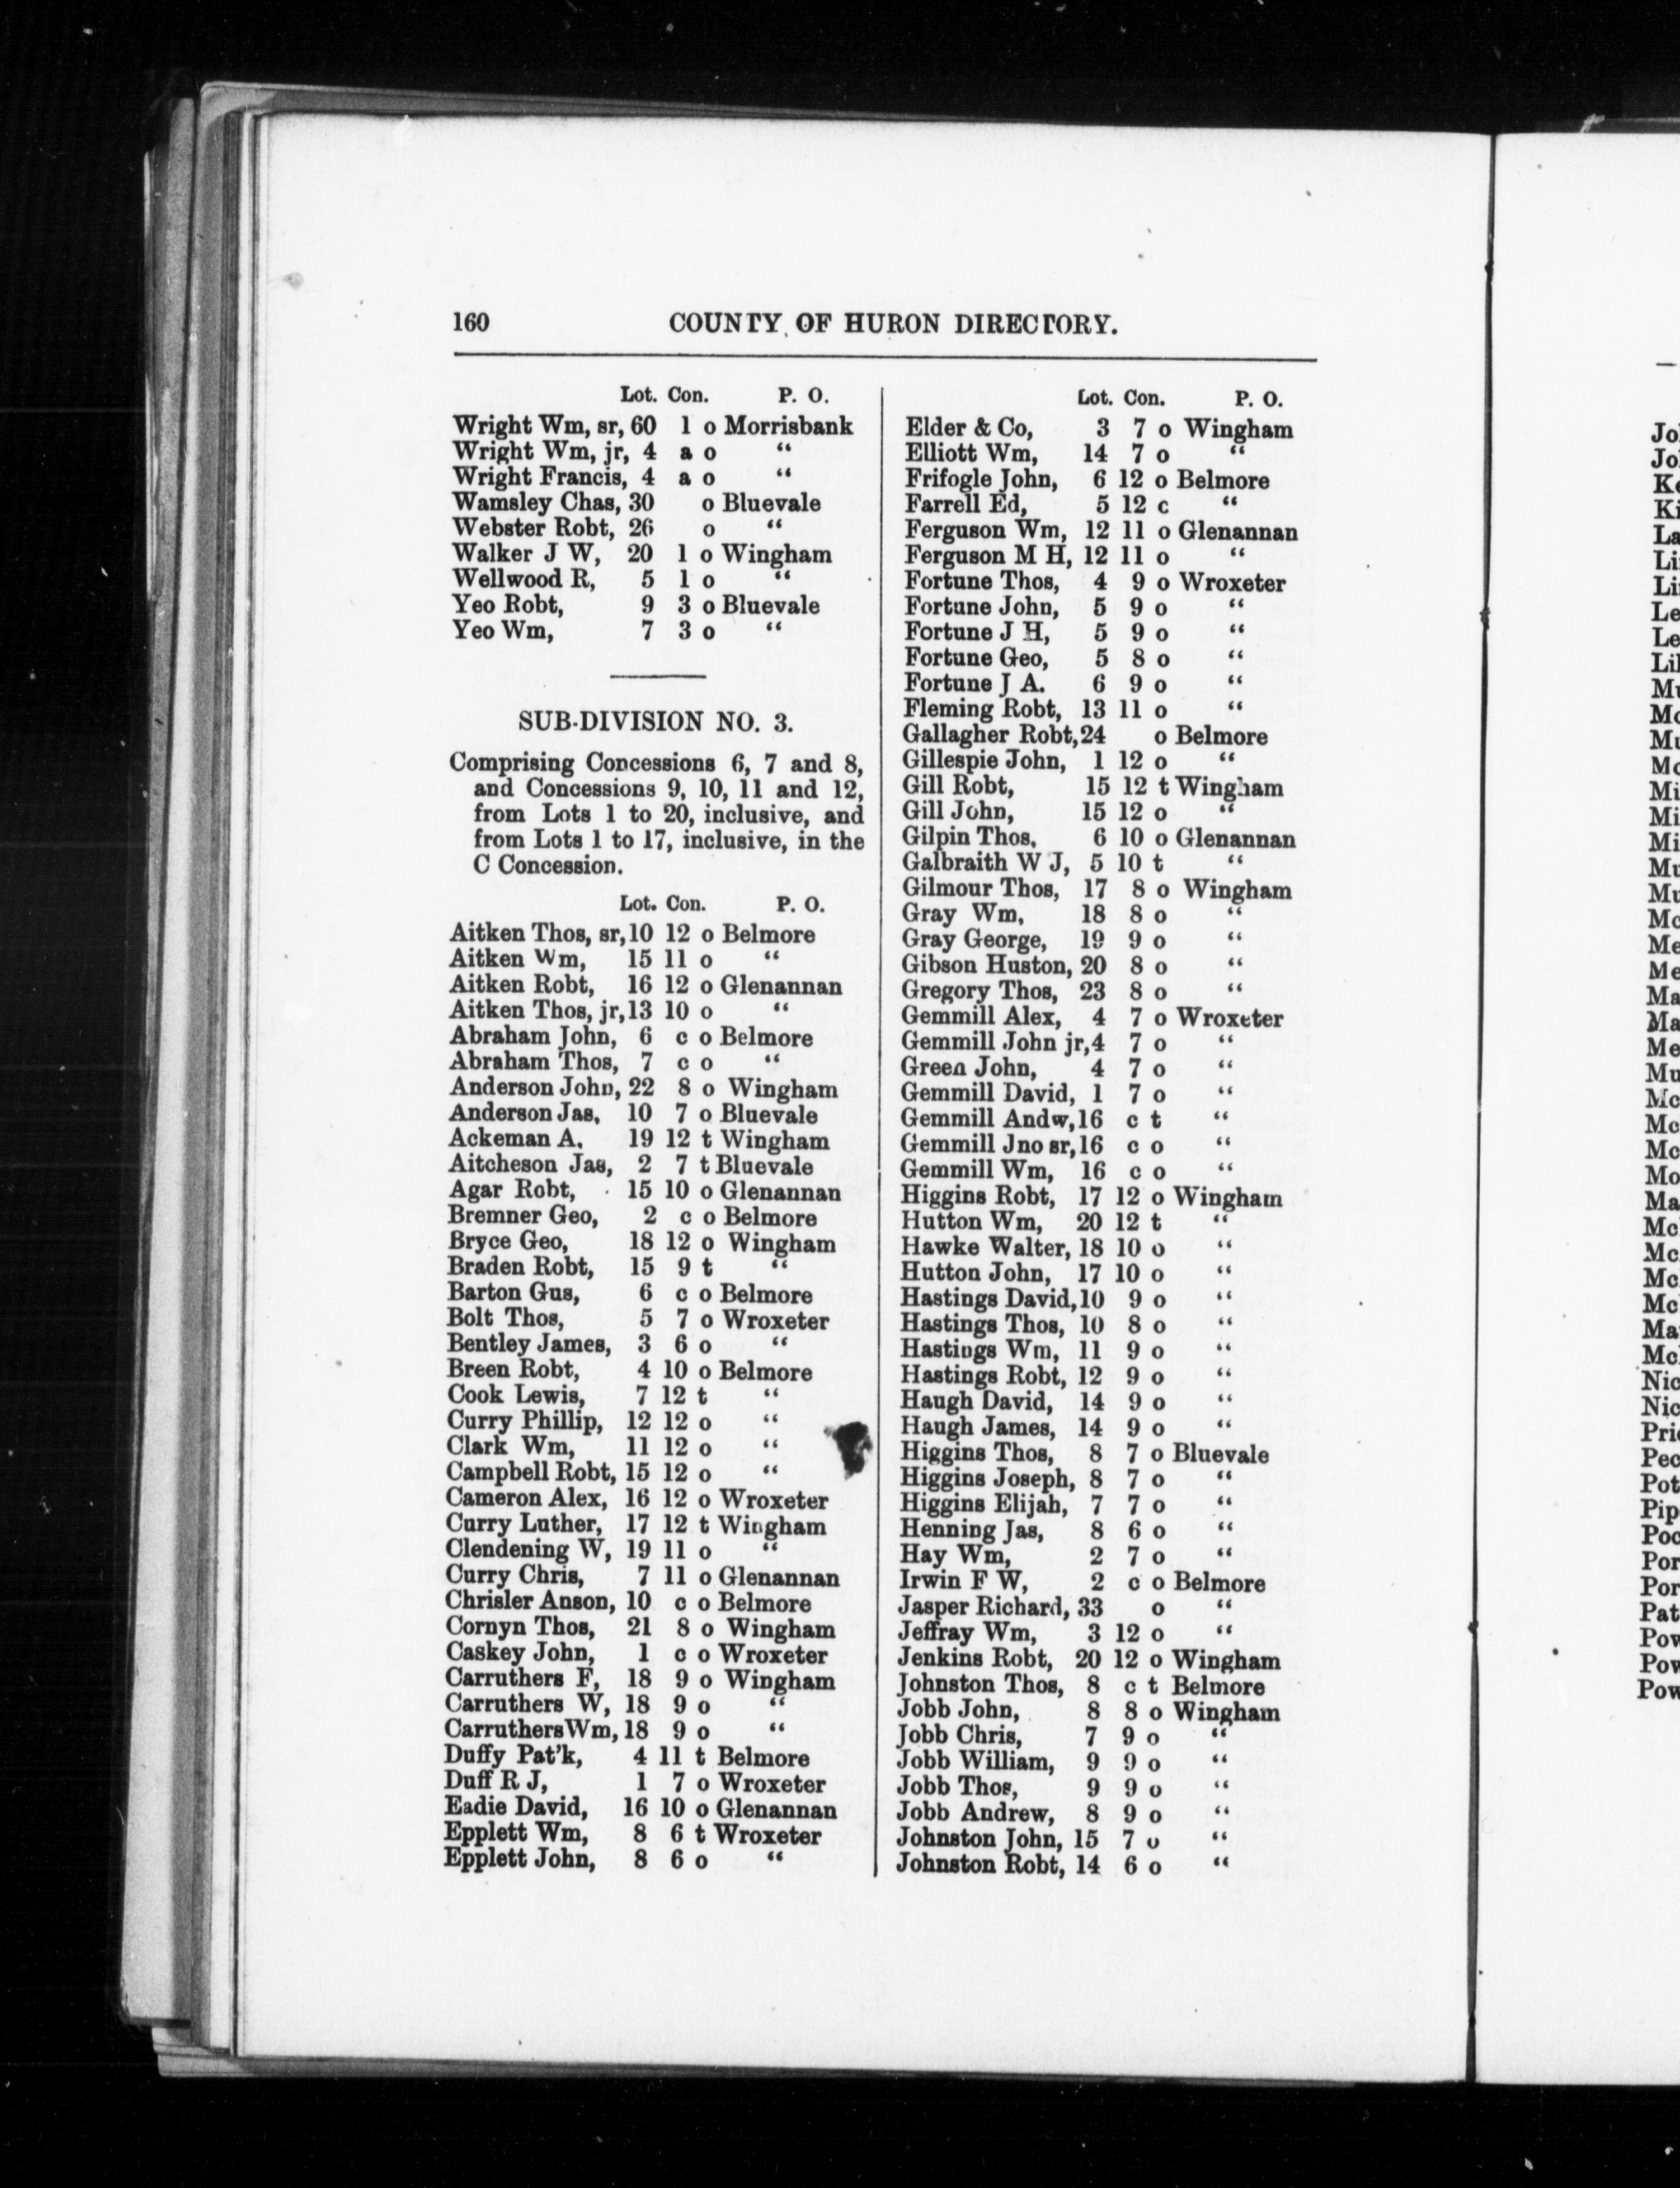 160 COUNTY OF HURON DIRECTORY.
Lot. Con. P. O.
Wright Wm, sr, 60 1 o Morrisbank
Wright Wm, jr, 4 a o “
Wright Francis, 4 a o “
Wamsley Chas, 30 o Bluevale
Webster Robt, 26 o “
Walker J W, 20 1 o Wingham
Wellwood R, 5 1 o “
Yeo Robt, 9 3 o Bluevale
Yeo Wm, 7 3 o “
SUB-DIVISION NO. 3.
Comprising Concessions 6, 7 and 8,
and Concessions 9, 10, 11 and 12,
from Lots 1 to 20, inclusive, and
from Lots 1 to 17, inclusive, in the
C Concession.
Lot. Con. P. O.
Aitken Thos, sr, 10 12 o Belmore
Aitken Wm, 15 11 o “
Aitken Robt, 16 12 o Glenannan
Aitken Thos, jr, 13 10 o “
Abraham John, 6 c o Belmore
Abraham Thos, 7 c o “
Anderson John, 22 8 o Wingham
Anderson Jas, 10 7 o Bluevale
Ackeman A, 19 12 t Wingham
Aitcheson Jas, 2 7 t Bluevale
Agar Robt, 15 10 o Glenannan
Bremner Geo, 2 c o Belmore
Bryce Geo, 18 12 o Wingham
Braden Robt, 15 9 t “
Barton Gus, 6 c o Belmore
Bolt Thos, 5 7 o Wroxeter
Bentley James, 3 6 o “
Breen Robt, 4 10 o Belmore
Cook Lewis, 7 12 t “
Curry Phillip, 12 12 o “
Clark Wm, 11 12 o “
Campbell Robt, 15 12 o “
Cameron Alex, 16 12 o Wroxeter
Curry Luther, 17 12 t Wingham
Clendening W, 19 11 o “
Curry Chris, 7 11 o Glenannan
Chrisler Anson, 10 c o Belmore
Cornyn Thos, 21 8 o Wingham
Caskey John, 1 c o Wroxeter
Carruthers F, 18 9 o Wingham
Carruthers W, 18 9 o “
Carruthers Wm, 18 9 o “
Duffy Pat'k, 4 11 t Belmore
Duff R J, 1 7 o Wroxeter
Eadie David, 16 10 o Glenannan
Epplett Wm, 8 6 t Wroxeter
Epplett John, 8 6 o “
Lot. Con. P. O.
Elder & Co, 3 7 o Wingham
Elliott Wm, 14 7 o “
Frifogle John, 6 12 o Belmore
Farrell Ed, 5 12 c “
Ferguson Wm, 12 11 o Glenannan
Ferguson M H, 12 11 o “
Fortune Thos, 4 9 o Wroxeter
Fortune John, 5 9 o “
Fortune J H, 5 9 o “
Fortune Geo, 5 8 o “
Fortune J A. 6 9 o “
Fleming Robt, 13 11 o “
Gallagher Robt, 24 o Belmore
Gillespie John, 1 12 o “
Gill Robt, 15 12 t Wingham
Gill John, 15 12 o “
Gilpin Thos, 6 10 o Glenannan
Galbraith W J, 5 10 t “
Gilmour Thos, 17 8 o Wingham
Gray Wm, 18 8 o “
Gray George, 19 9 o “
Gibson Huston, 20 8 o “
Gregory Thos, 23 8 o “
Gemmill Alex, 4 7 o Wroxeter
Gemmill John jr, 4 7 o “
Green John, 4 7 o “
Gemmill David, 1 7 o “
Gemmill Andw, 16 c t “
Gemmill Jno sr, 16 c o “
Gemmill Wm, 16 c o “
Higgins Robt, 17 12 o Wingham
Hutton Wm, 20 12 t “
Hawke Walter, 18 10 o “
Hutton John, 17 10 o “
Hastings David, 10 9 o “
Hastings Thos, 10 8 o “
Hastings Wm, 11 9 o “
Hastings Robt, 12 9 o “
Haugh David, 14 9 o “
Haugh James, 14 9 o “
Higgins Thos, 8 7 o Bluevale
Higgins Joseph, 8 7 o “
Higgins Elijah, 7 7 o “
Henning Jas, 8 6 o “
Hay Wm, 2 7 o “
Irwin F W, 2 c o Belmore
Jasper Richard, 33 o “
Jeffray Wm, 3 12 o “
Jenkins Robt, 20 12 o Wingham
Johnston Thos, 8 c t Belmore
Jobb John, 8 8 o Wingham
Jobb Chris, 7 9 o “
Jobb William, 9 9 o “
Jobb Thos, 9 9 o “
Jobb Andrew, 8 9 o “
Johnston John, 15 7 o “
Johnston Robt, 14 6 o “